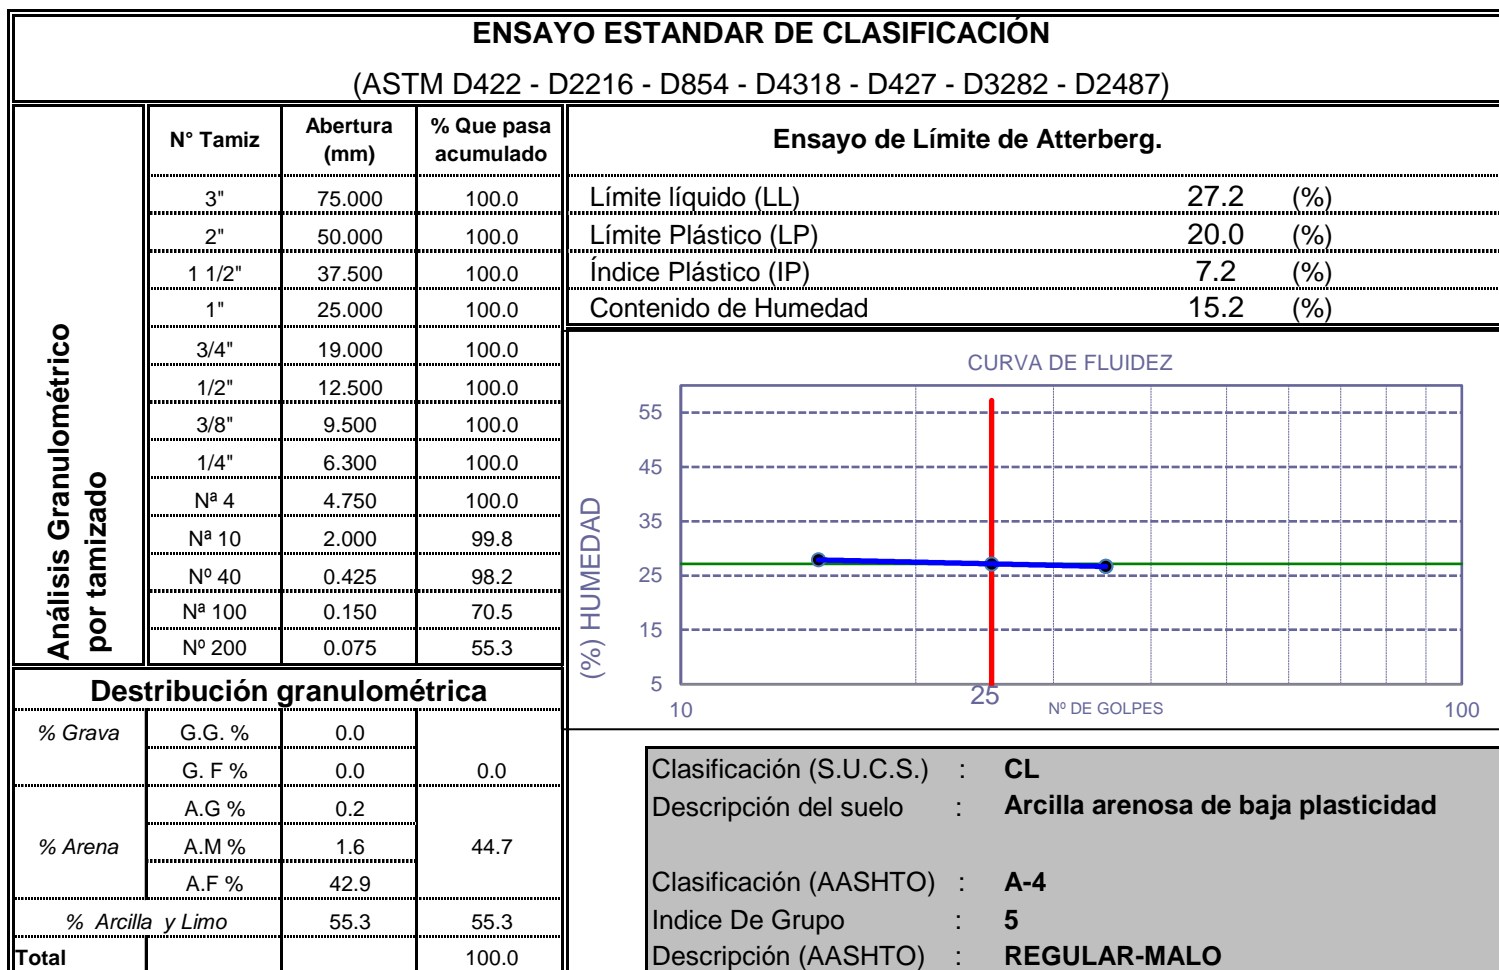 ENSAYO ESTANDAR DE CLASIFICACIÓN
(ASTM D422 - D2216 - D854 - D4318 - D427 - D3282 - D2487)
Análisis Granulométrico
por tamizado
N° Tamiz Abertura (mm) % Que pasa acumulado
3" 75.000 100.0
2" 50.000 100.0
1 1/2" 37.500 100.0
1" 25.000 100.0
3/4" 19.000 100.0
1/2" 12.500 100.0
3/8" 9.500 100.0
1/4" 6.300 100.0
Nª 4 4.750 100.0
Nª 10 2.000 99.8
Nº 40 0.425 98.2
Nª 100 0.150 70.5
Nº 200 0.075 55.3
Destribución granulométrica
% Grava G.G. % 0.0
G. F % 0.0 0.0
A.G % 0.2
% Arena A.M % 1.6 44.7
A.F % 42.9
% Arcilla y Limo 55.3 55.3
Total 100.0
Ensayo de Límite de Atterberg.
Límite líquido (LL) 27.2 (%)
Límite Plástico (LP) 20.0 (%)
Índice Plástico (IP) 7.2 (%)
Contenido de Humedad 15.2 (%)
CURVA DE FLUIDEZ
(%) HUMEDAD
55
45
35
25
15
5
10 25 100
Nº DE GOLPES
Clasificación (S.U.C.S.) : CL
Descripción del suelo : Arcilla arenosa de baja plasticidad
Clasificación (AASHTO) : A-4
Indice De Grupo : 5
Descripción (AASHTO) : REGULAR-MALO